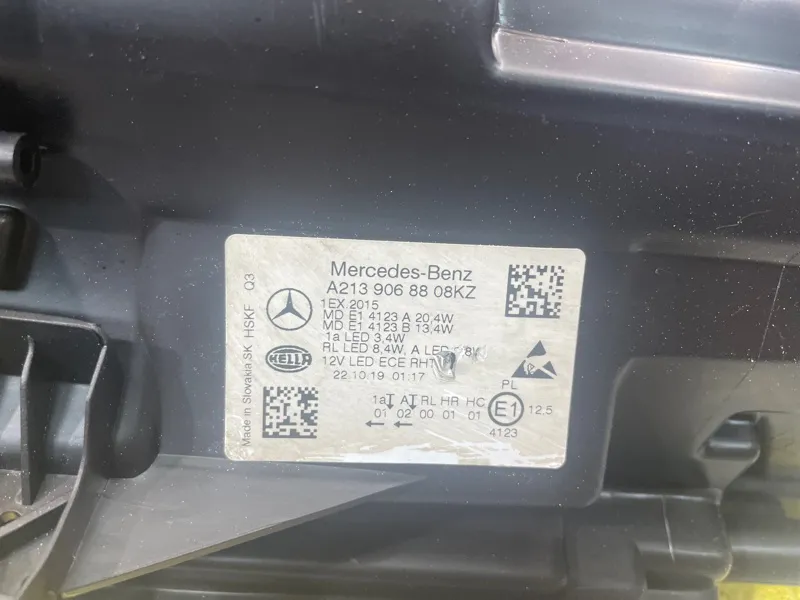 Mercedes-Benz
A213 906 88 08KZ
1EX.2015
MD E1 4123 A 20,4W
MD E1 4123 B 13,4W
1a LED 3,4W
RL LED 8,4W, A LED
12V LED ECE RHT
22.10.19 01:17
HELLA
Made in Slovakia SK HSKF Q3
PL
1a A RL HR HC
01 02 00 01 01
E1 12.5
4123